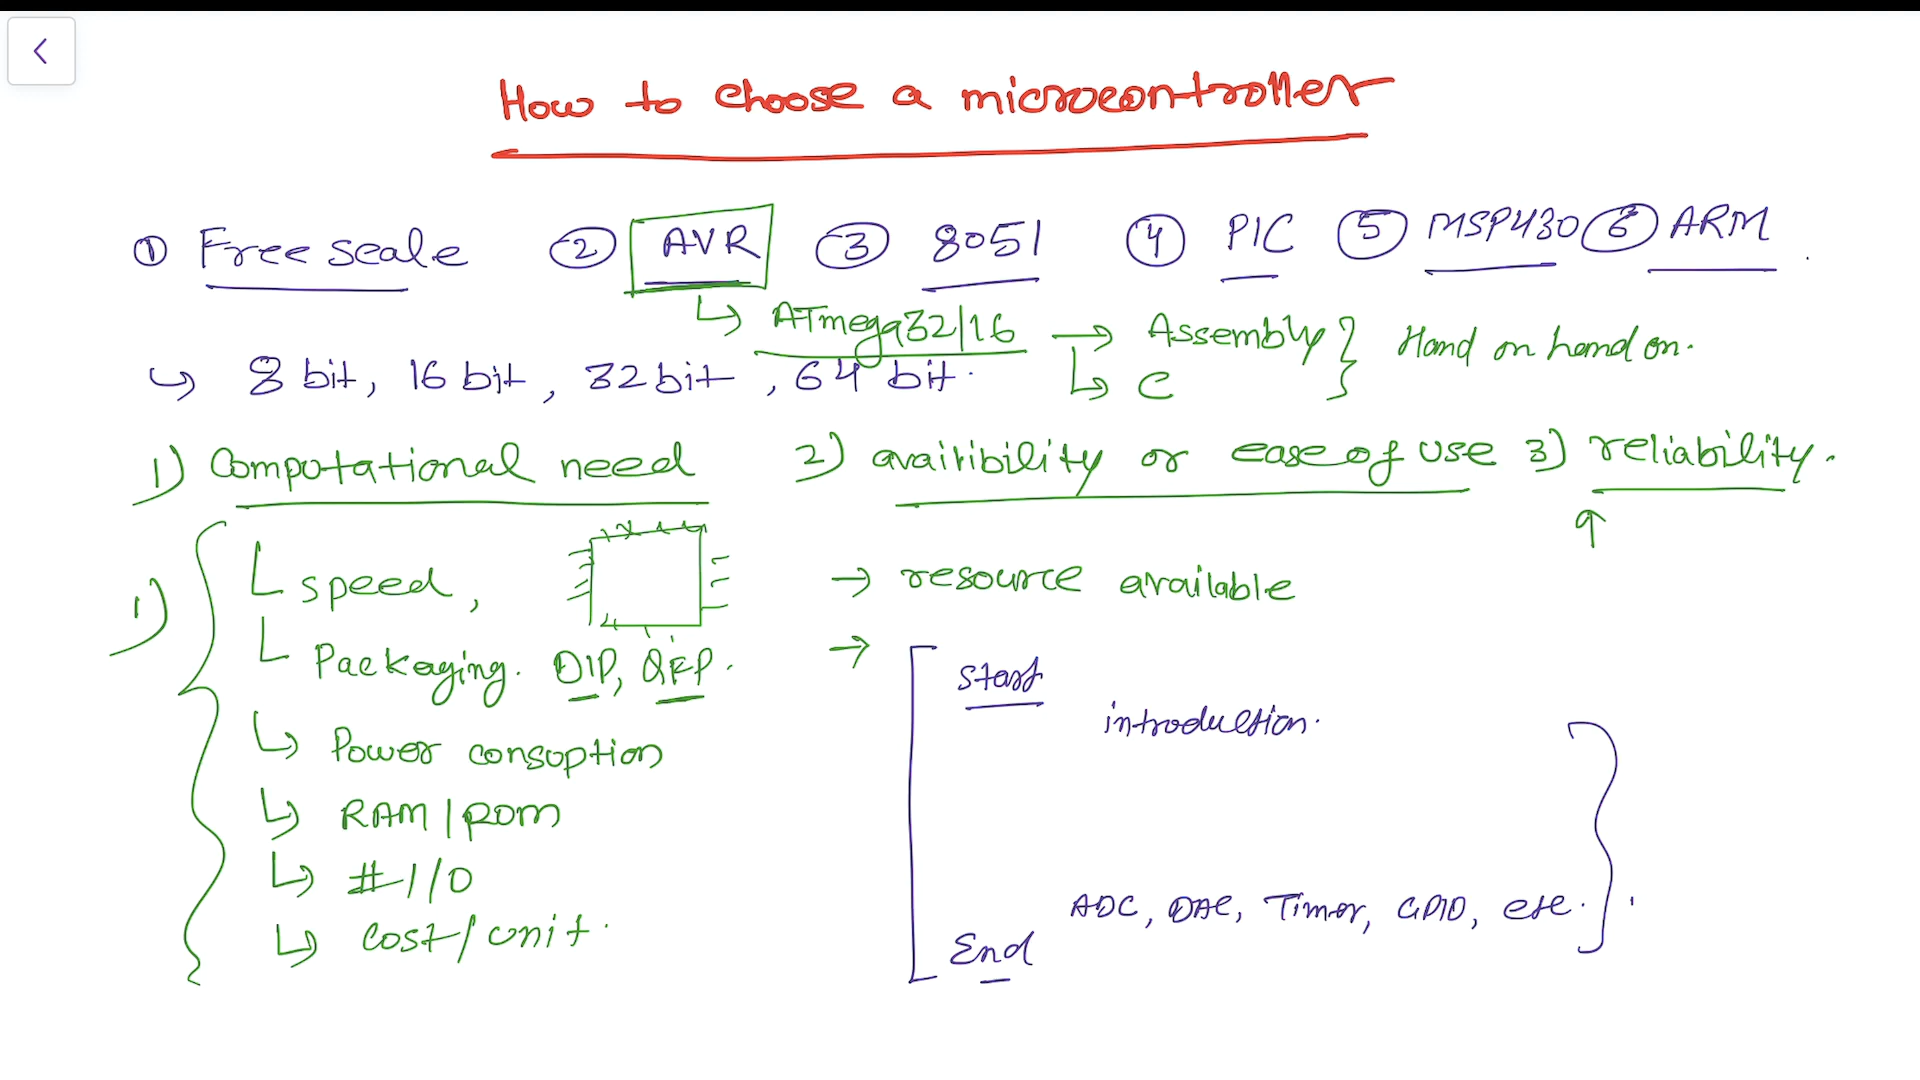 How to choose a microcontroller
① Free scale ② AVR ③ 8051 ④ PIC ⑤ MSP430 ⑥ ARM
↳ ATmega32/16 → Assembly } Hand on hand on.
↳ 8 bit, 16 bit, 32 bit, 64 bit. ↳ C
1) Computational need 2) avairibility or ease of use 3) reliability.
1) speed,
→ resource available
Packaging. DIP, QFP.
→ Start
introduction.
↳ Power consuption
↳ RAM/ROM
↳ #I/O
ADC, DAC, Timer, GPIO, etc.
↳ Cost/unit.
End